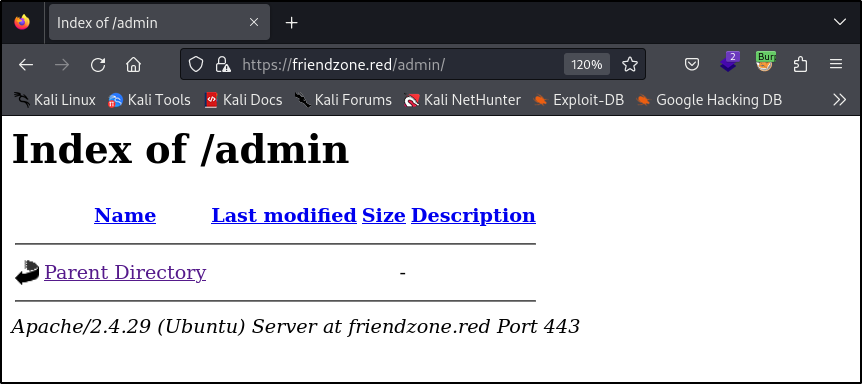 Index of /admin
https://friendzone.red/admin/ 120% 2 Burp
Kali Linux Kali Tools Kali Docs Kali Forums Kali NetHunter Exploit-DB Google Hacking DB
Index of /admin
Name Last modified Size Description
Parent Directory -
Apache/2.4.29 (Ubuntu) Server at friendzone.red Port 443